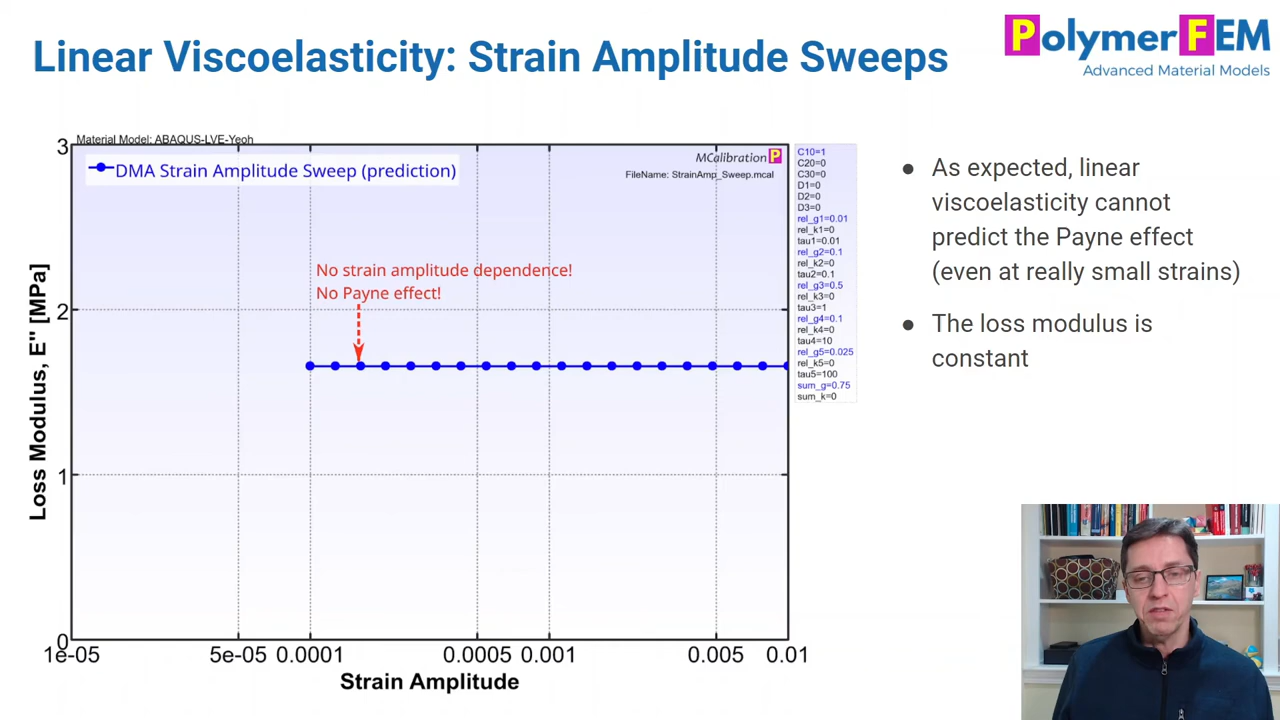 Linear Viscoelasticity: Strain Amplitude Sweeps
PolymerFEM
Advanced Material Models
Material Model: ABAQUS-LVE-Yeoh
DMA Strain Amplitude Sweep (prediction)
MCalibration P
FileName: StrainAmp_Sweep.mcal
No strain amplitude dependence!
No Payne effect!
3
2
1
0
Loss Modulus, E" [MPa]
1e-05
5e-05
0.0001
0.0005
0.001
0.005
0.01
Strain Amplitude
C10=1
C20=0
C30=0
D1=0
D2=0
D3=0
rel_g1=0.01
rel_k1=0
tau1=0.01
rel_g2=0.1
rel_k2=0
tau2=0.1
rel_g3=0.5
rel_k3=0
tau3=1
rel_g4=0.1
rel_k4=0
tau4=10
rel_g5=0.025
rel_k5=0
tau5=100
sum_g=0.75
sum_k=0
● As expected, linear
viscoelasticity cannot
predict the Payne effect
(even at really small strains)
● The loss modulus is
constant